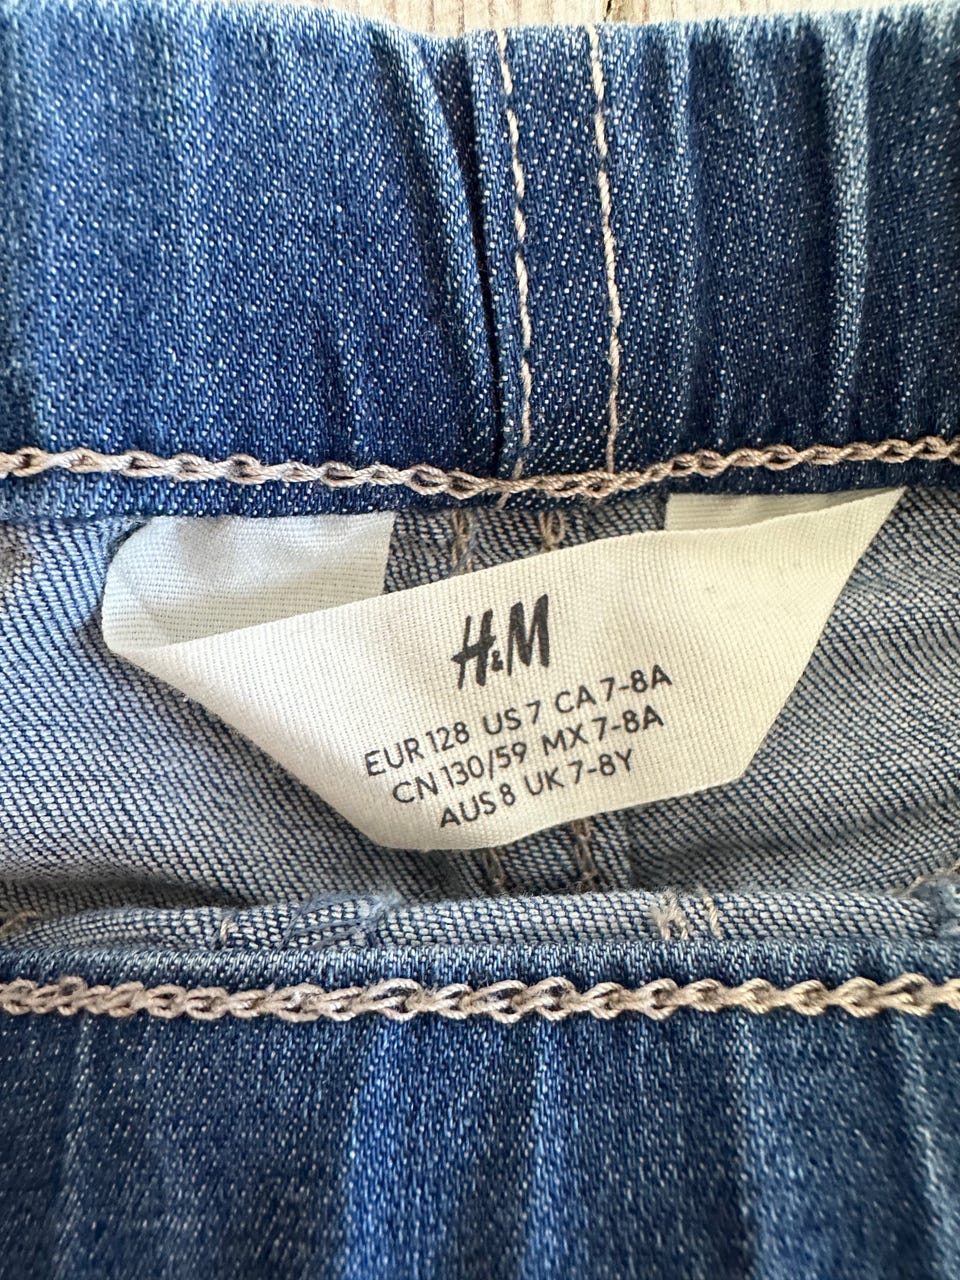 H&M
EUR 128 US 7 CA 7-8A
CN 130/59 MX 7-8A
AUS 8 UK 7-8Y